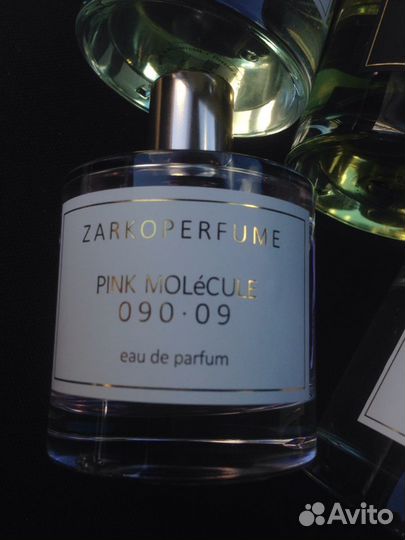 ZARKOPERFUME
PINK MOLéCULE
090·09
eau de parfum
Avito